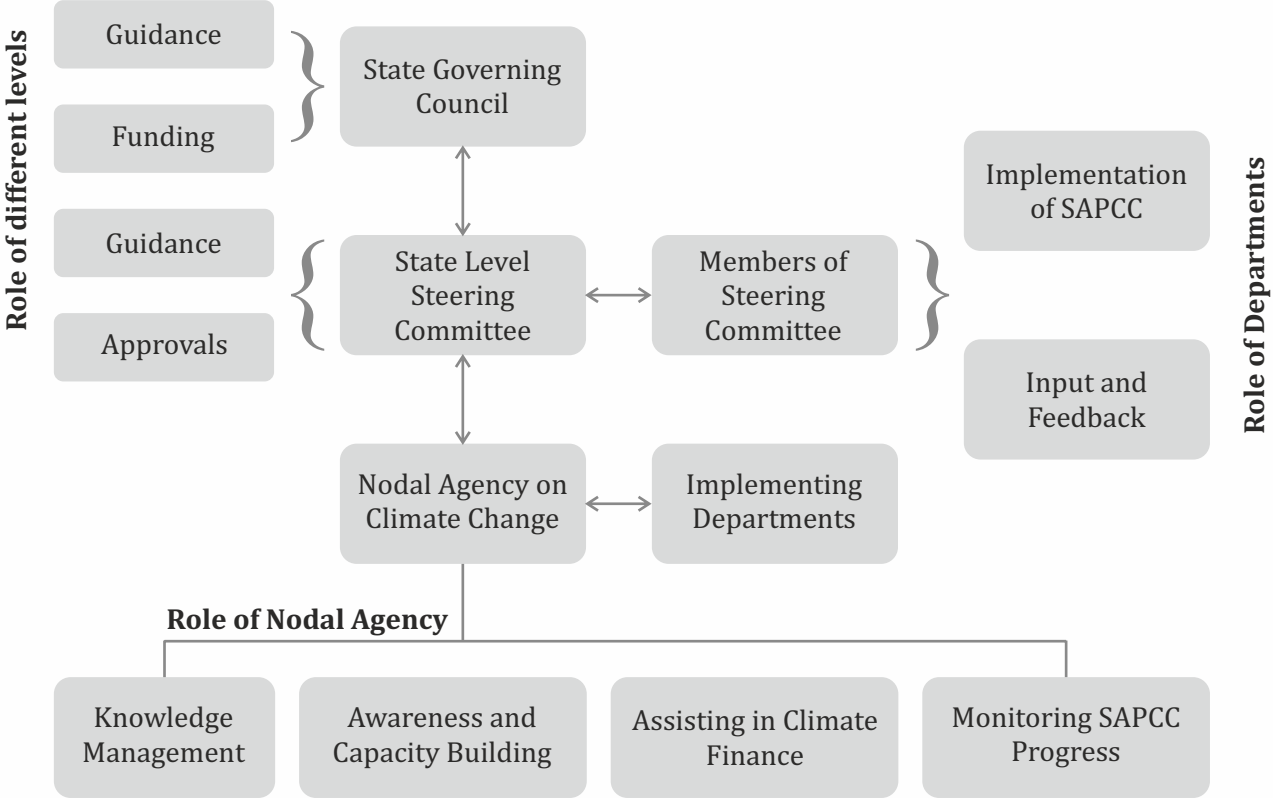 Role of different levels
Guidance
Funding
Guidance
Approvals
State Governing
Council
State Level
Steering
Committee
Members of
Steering
Committee
Implementation
of SAPCC
Input and
Feedback
Role of Departments
Nodal Agency on
Climate Change
Implementing
Departments
Role of Nodal Agency
Knowledge
Management
Awareness and
Capacity Building
Assisting in Climate
Finance
Monitoring SAPCC
Progress